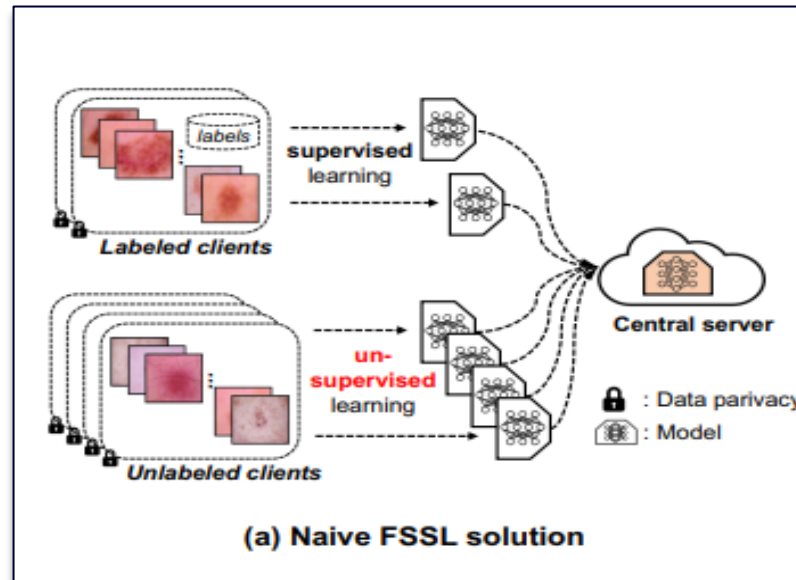 labels
supervised
learning
Labeled clients
un-
supervised
learning
Unlabeled clients
Central server
: Data parivacy
: Model
(a) Naive FSSL solution